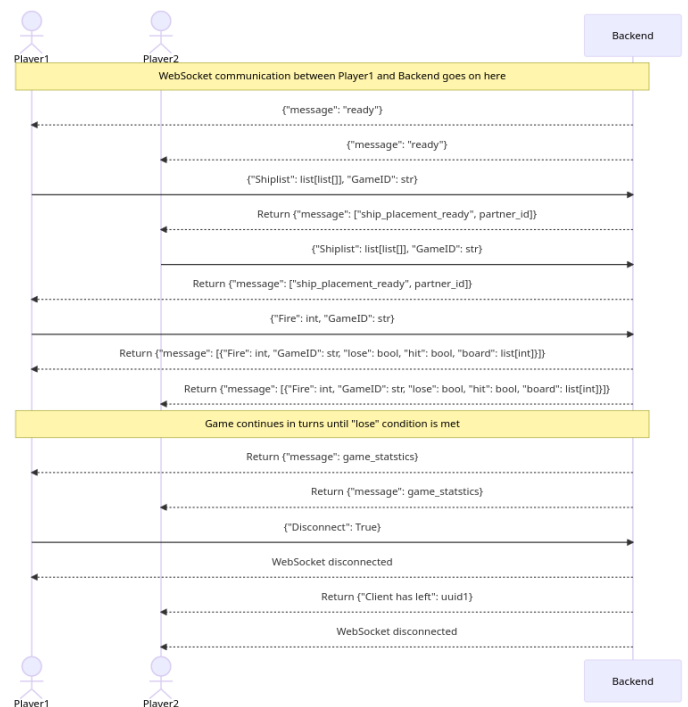 Player1
Player2
Backend
WebSocket communication between Player1 and Backend goes on here
{"message": "ready"}
{"message": "ready"}
{"Shiplist": list[list[]], "GameID": str}
Return {"message": ["ship_placement_ready", partner_id]}
{"Shiplist": list[list[]], "GameID": str}
Return {"message": ["ship_placement_ready", partner_id]}
{"Fire": int, "GameID": str}
Return {"message": [{"Fire": int, "GameID": str, "lose": bool, "hit": bool, "board": list[int]}]}
Return {"message": [{"Fire": int, "GameID": str, "lose": bool, "hit": bool, "board": list[int]}]}
Game continues in turns until "lose" condition is met
Return {"message": game_statstics}
Return {"message": game_statstics}
{"Disconnect": True}
WebSocket disconnected
Return {"Client has left": uuid1}
WebSocket disconnected
Player1
Player2
Backend